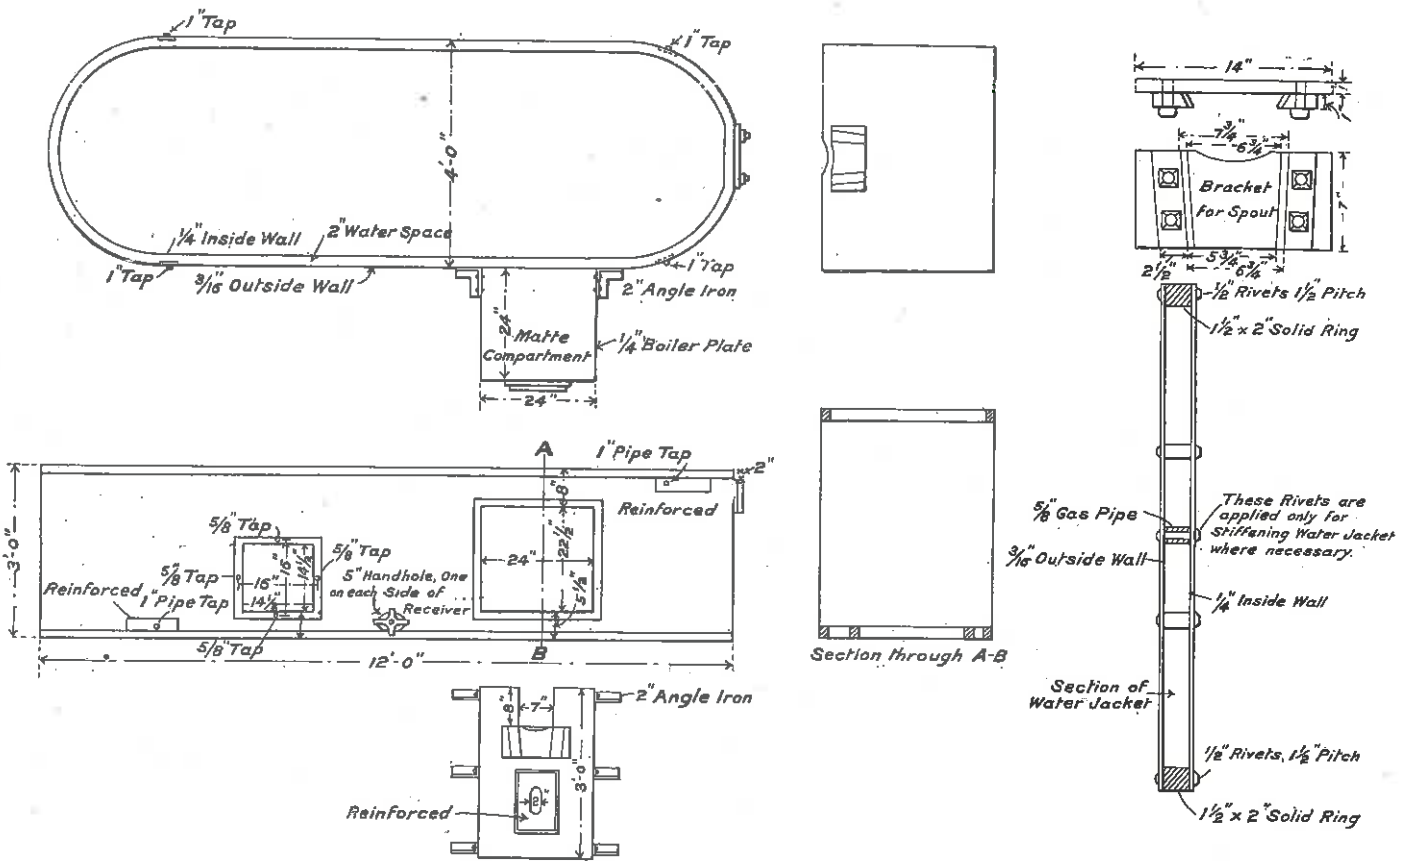 1" Tap
1" Tap
4'-0"
1/4" Inside Wall
2" Water Space
1" Tap
3/16" Outside Wall
1" Tap
2" Angle Iron
24"
Matte
Compartment
1/4" Boiler Plate
24"
14"
7 3/4"
6 3/4"
Bracket
for Spout
7"
5 3/4"
2 1/2"
6 3/4"
1/2" Rivets 1 1/2" Pitch
1 1/2" x 2" Solid Ring
A
1" Pipe Tap
2"
8"
Reinforced
3'-0"
5/8" Tap
5/8" Tap
5/8" Tap
16"
14 1/2"
16"
14 1/2"
Reinforced
1" Pipe Tap
5" Handhole, One
on each Side of
Receiver
24"
22 1/2"
5 1/2"
5/8" Tap
B
12'-0"
Section through A-B
5/8" Gas Pipe
These Rivets are
applied only for
Stiffening Water Jacket
where necessary.
3/16" Outside Wall
1/4" Inside Wall
Section of
Water Jacket
1/2" Rivets, 1 1/2" Pitch
1 1/2" x 2" Solid Ring
2" Angle Iron
8"
7"
3'-0"
2"
Reinforced